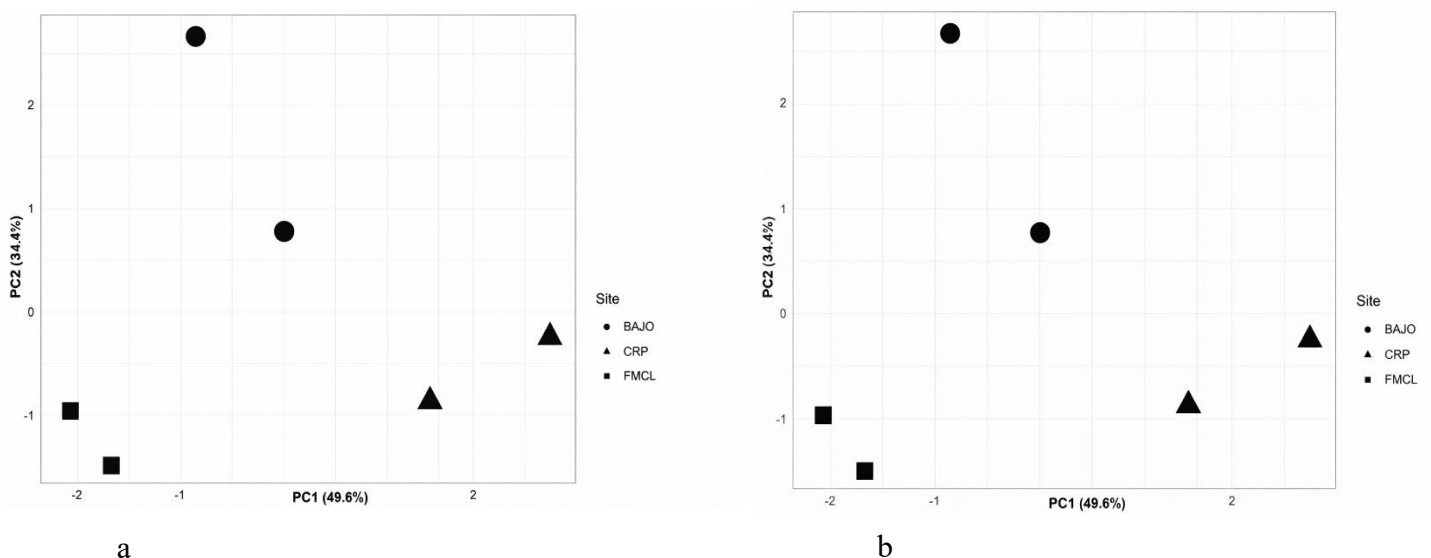 2
1
0
-1
PC2 (34.4%)
-2
-1
PC1 (49.6%)
2
Site
BAJO
CRP
FMCL
a
2
1
0
-1
PC2 (34.4%)
-2
-1
PC1 (49.6%)
2
Site
BAJO
CRP
FMCL
b